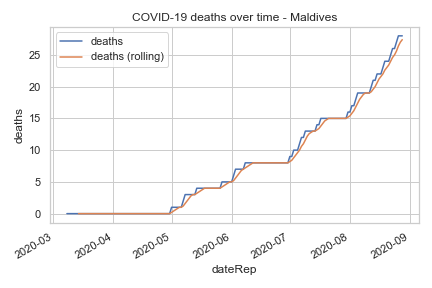 COVID-19 deaths over time - Maldives
deaths
deaths (rolling)
25
20
15
10
5
0
deaths
2020-03
2020-04
2020-05
2020-06
2020-07
2020-08
2020-09
dateRep